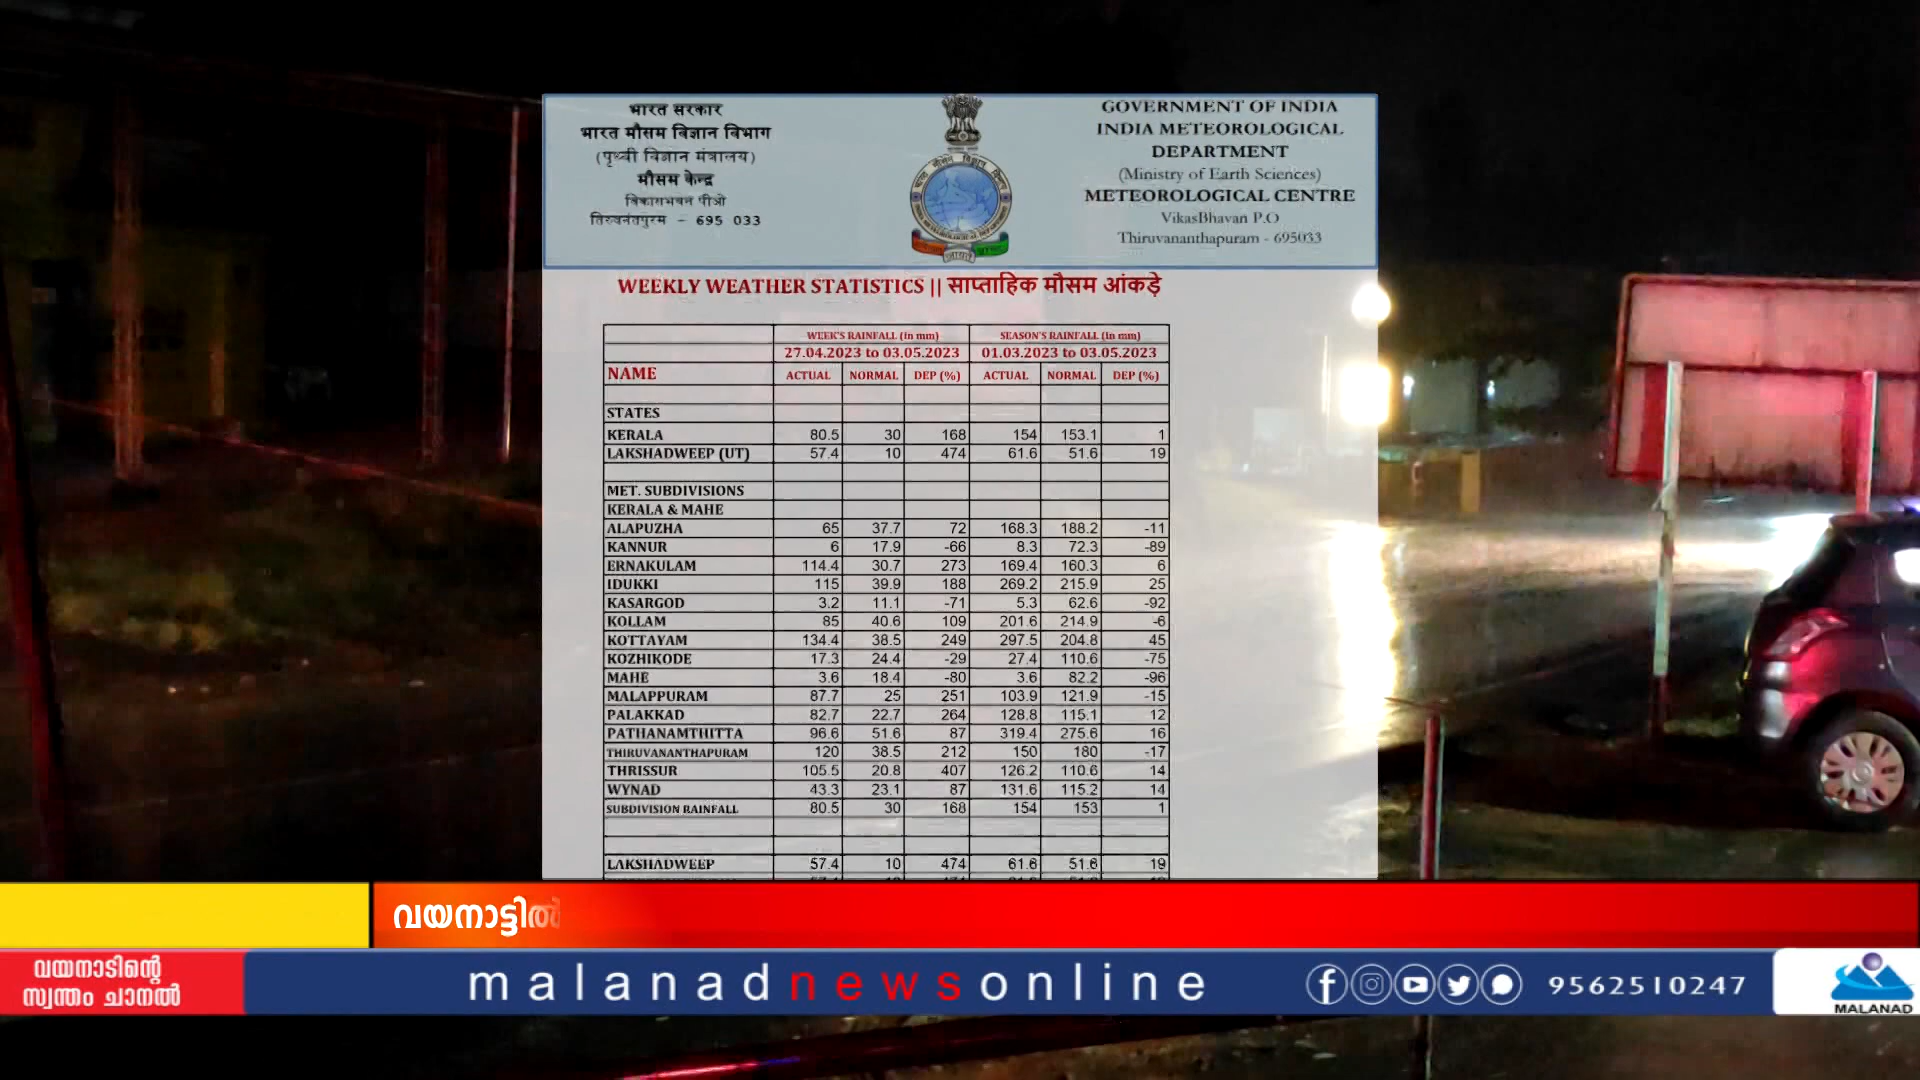 भारत सरकार
भारत मौसम विज्ञान विभाग
(पृथ्वी विज्ञान मंत्रालय)
मौसम केन्द्र
विकासभवन पीओ
तिरुवनंतपुरम – 695 033
GOVERNMENT OF INDIA
INDIA METEOROLOGICAL
DEPARTMENT
(Ministry of Earth Sciences)
METEOROLOGICAL CENTRE
VikasBhavan P.O
Thiruvananthapuram - 695033
WEEKLY WEATHER STATISTICS || साप्ताहिक मौसम आंकड़े
WEEK'S RAINFALL (in mm) SEASON'S RAINFALL (in mm)
27.04.2023 to 03.05.2023 01.03.2023 to 03.05.2023
NAME ACTUAL NORMAL DEP (%) ACTUAL NORMAL DEP (%)
STATES
KERALA 80.5 30 168 154 153.1 1
LAKSHADWEEP (UT) 57.4 10 474 61.6 51.6 19
MET. SUBDIVISIONS
KERALA & MAHE
ALAPUZHA 65 37.7 72 168.3 188.2 -11
KANNUR 6 17.9 -66 8.3 72.3 -89
ERNAKULAM 114.4 30.7 273 169.4 160.3 6
IDUKKI 115 39.9 188 269.2 215.9 25
KASARGOD 3.2 11.1 -71 5.3 62.6 -92
KOLLAM 85 40.6 109 201.6 214.9 -6
KOTTAYAM 134.4 38.5 249 297.5 204.8 45
KOZHIKODE 17.3 24.4 -29 27.4 110.6 -75
MAHE 3.6 18.4 -80 3.6 82.2 -96
MALAPPURAM 87.7 25 251 103.9 121.9 -15
PALAKKAD 82.7 22.7 264 128.8 115.1 12
PATHANAMTHITTA 96.6 51.6 87 319.4 275.6 16
THIRUVANANTHAPURAM 120 38.5 212 150 180 -17
THRISSUR 105.5 20.8 407 126.2 110.6 14
WYNAD 43.3 23.1 87 131.6 115.2 14
SUBDIVISION RAINFALL 80.5 30 168 154 153 1
LAKSHADWEEP 57.4 10 474 61.6 51.6 19
വയനാട്ടിൽ
വയനാടിന്റെ
സ്വന്തം ചാനൽ
malanadnewsonline
9562510247
MALANAD